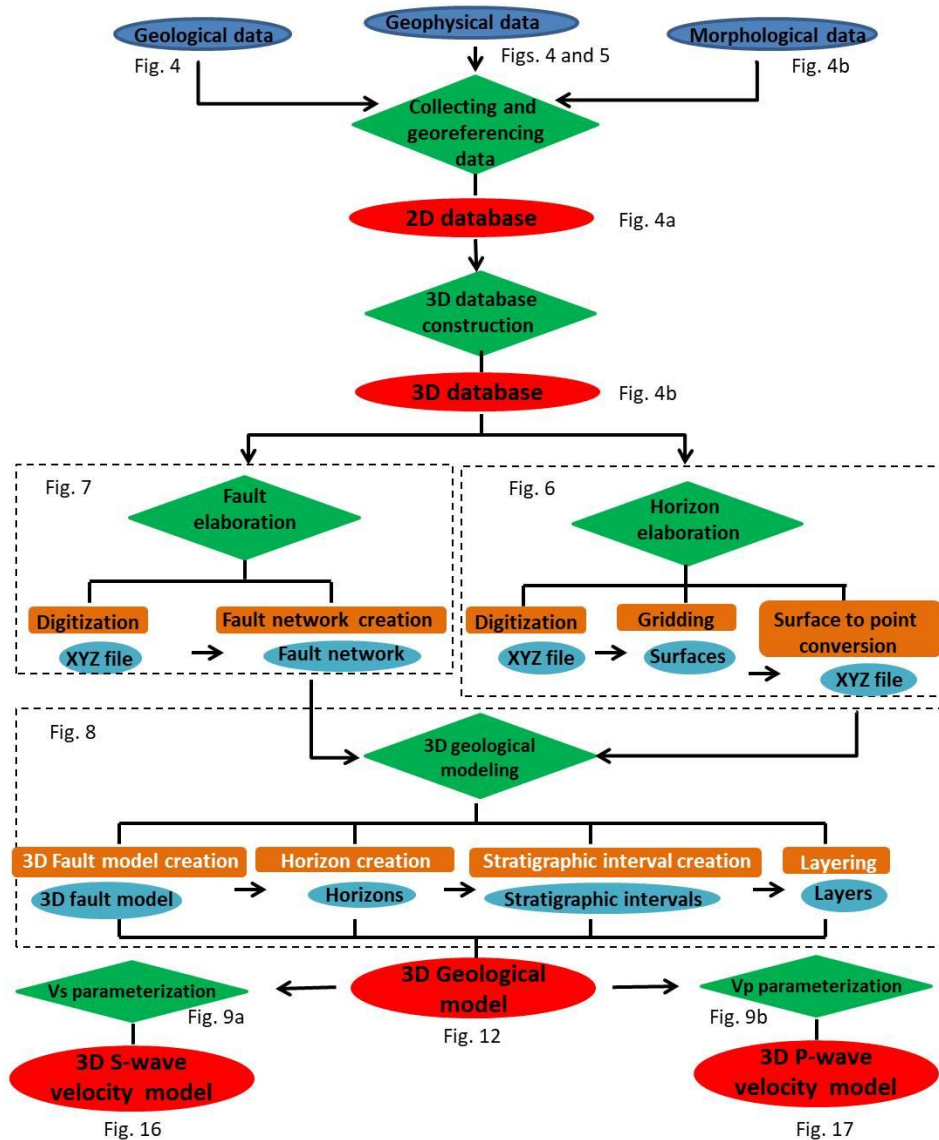 Geological data
Geophysical data
Morphological data
Fig. 4
Figs. 4 and 5
Fig. 4b
Collecting and
georeferencing
data
2D database
Fig. 4a
3D database
construction
3D database
Fig. 4b
Fig. 7
Fault
elaboration
Digitization
Fault network creation
XYZ file
Fault network
Fig. 6
Horizon
elaboration
Digitization
Gridding
Surface to point
conversion
XYZ file
Surfaces
XYZ file
Fig. 8
3D geological
modeling
3D Fault model creation
Horizon creation
Stratigraphic interval creation
Layering
3D fault model
Horizons
Stratigraphic intervals
Layers
Vs parameterization
3D Geological
model
Vp parameterization
Fig. 9a
Fig. 12
Fig. 9b
3D S-wave
velocity model
3D P-wave
velocity model
Fig. 16
Fig. 17